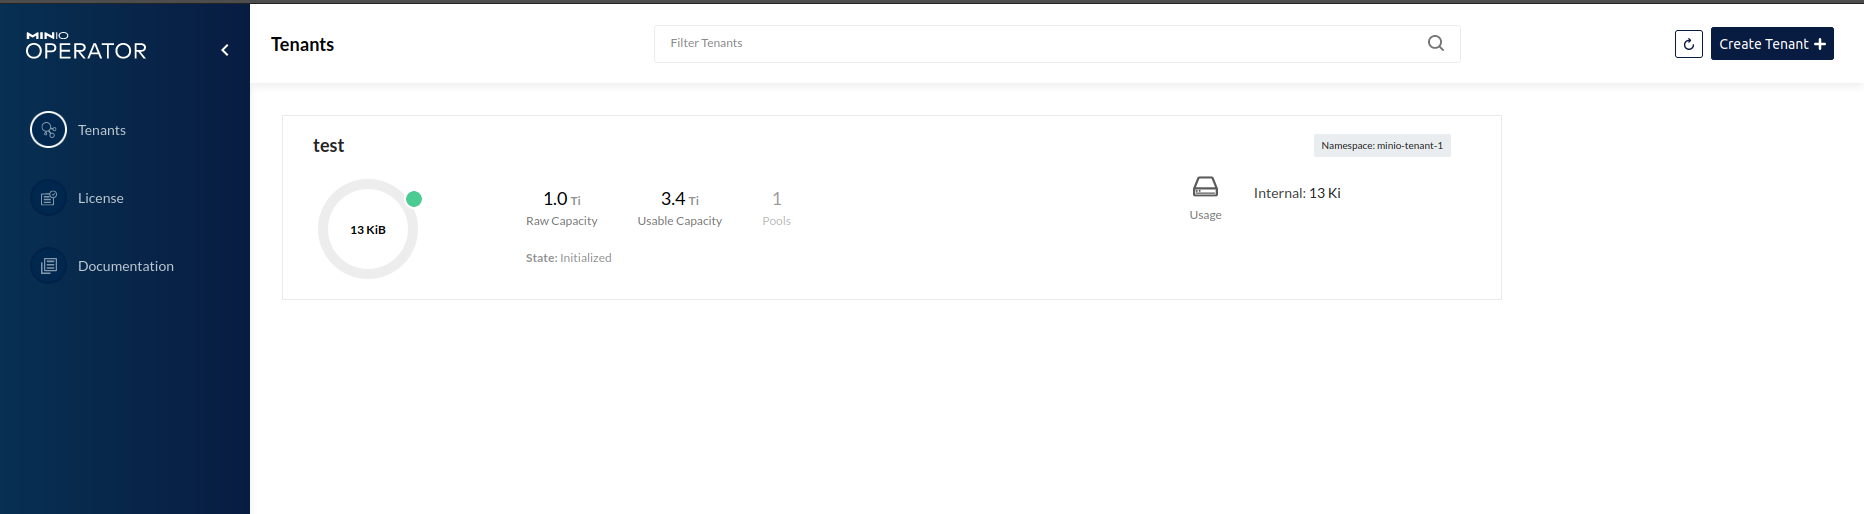 MINIO
OPERATOR
Tenants
License
Documentation
Tenants
Filter Tenants
Create Tenant
test
Namespace: minio-tenant-1
13 KiB
1.0 Ti
Raw Capacity
3.4 Ti
Usable Capacity
1
Pools
State: Initialized
Usage
Internal: 13 Ki